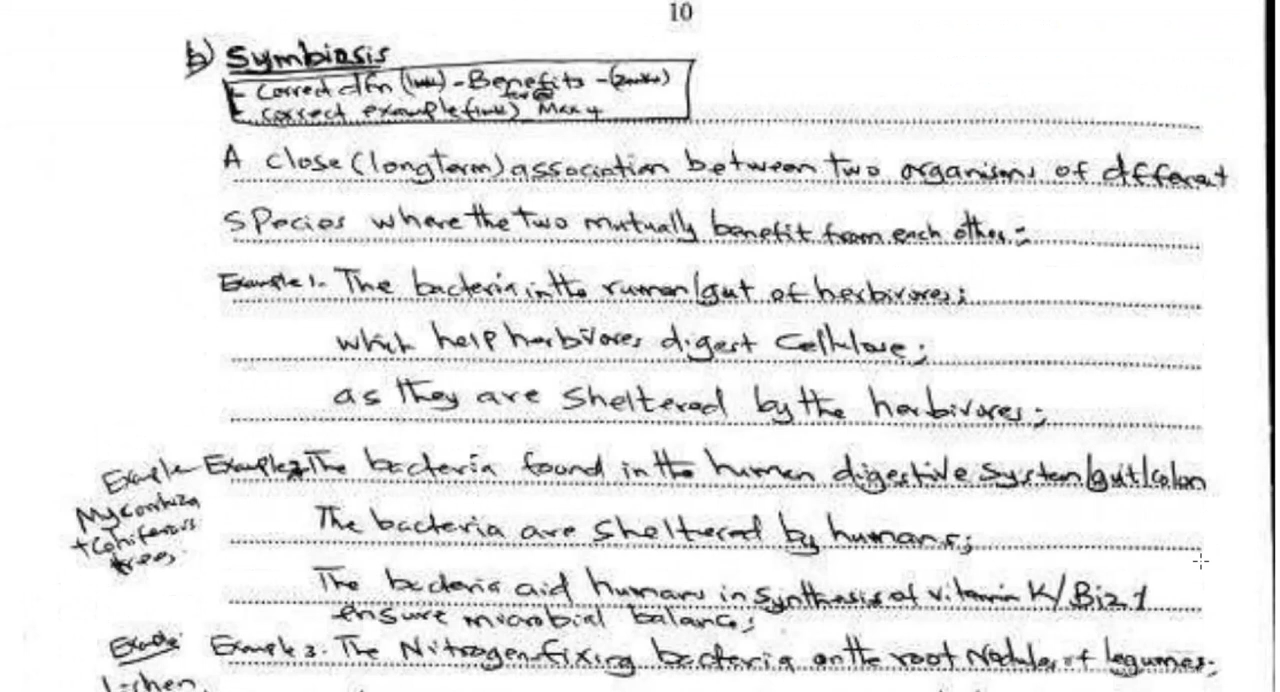 10
b) Symbiosis
- Correct dfn (1mk) - Benefits - (2mks)
for @
- correct example (1mk) Max 4
A close (longterm) association between two organisms of different
species where the two mutually benefit from each other;
Example 1. The bacteria in the rumen/gut of herbivores;
which help herbivores digest cellulose;
as they are sheltered by the herbivores;
Example Example 2. The bacteria found in the human digestive system/gut/colon
Mycorrhiza
+ Coniferous
trees
The bacteria are sheltered by humans;
The bacteria aid humans in synthesis of vitamin K/B12/
ensure microbial balance;
Example Example 3. The Nitrogen-fixing bacteria on the root Nodules of legumes;
Lichen